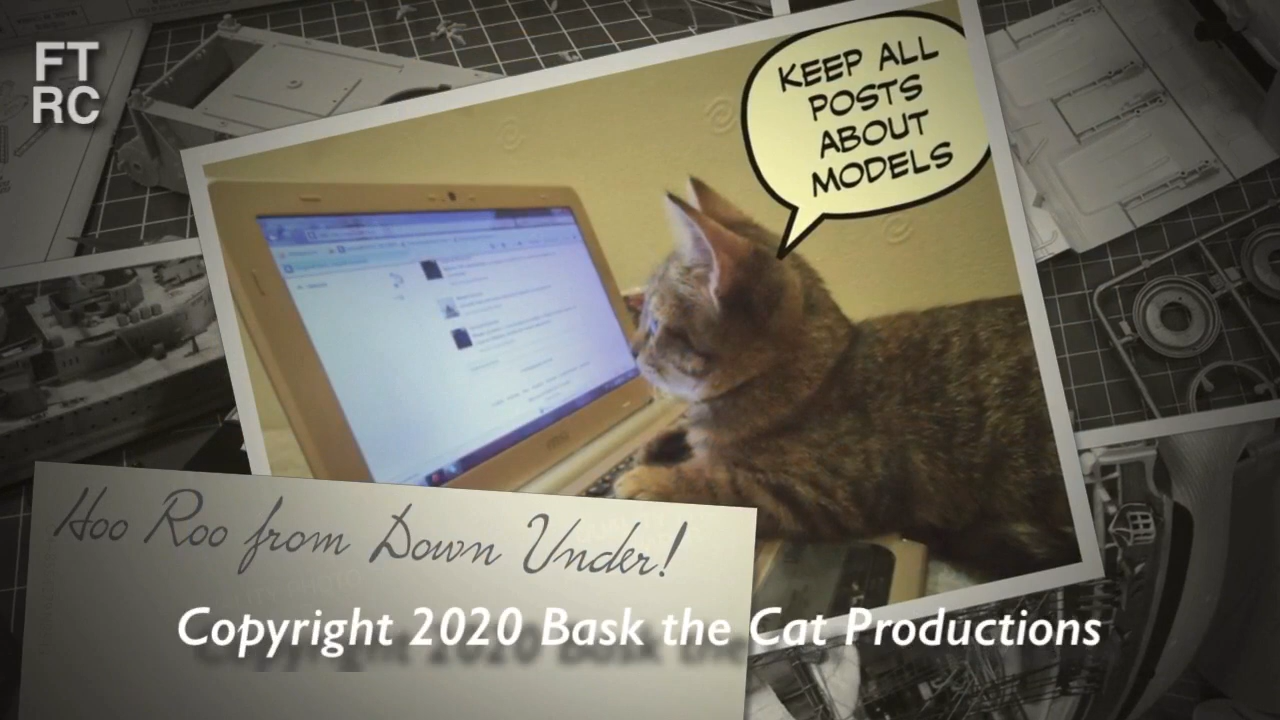 FT
RC
KEEP ALL
POSTS
ABOUT
MODELS
Hoo Roo from Down Under!
Copyright 2020 Bask the Cat Productions